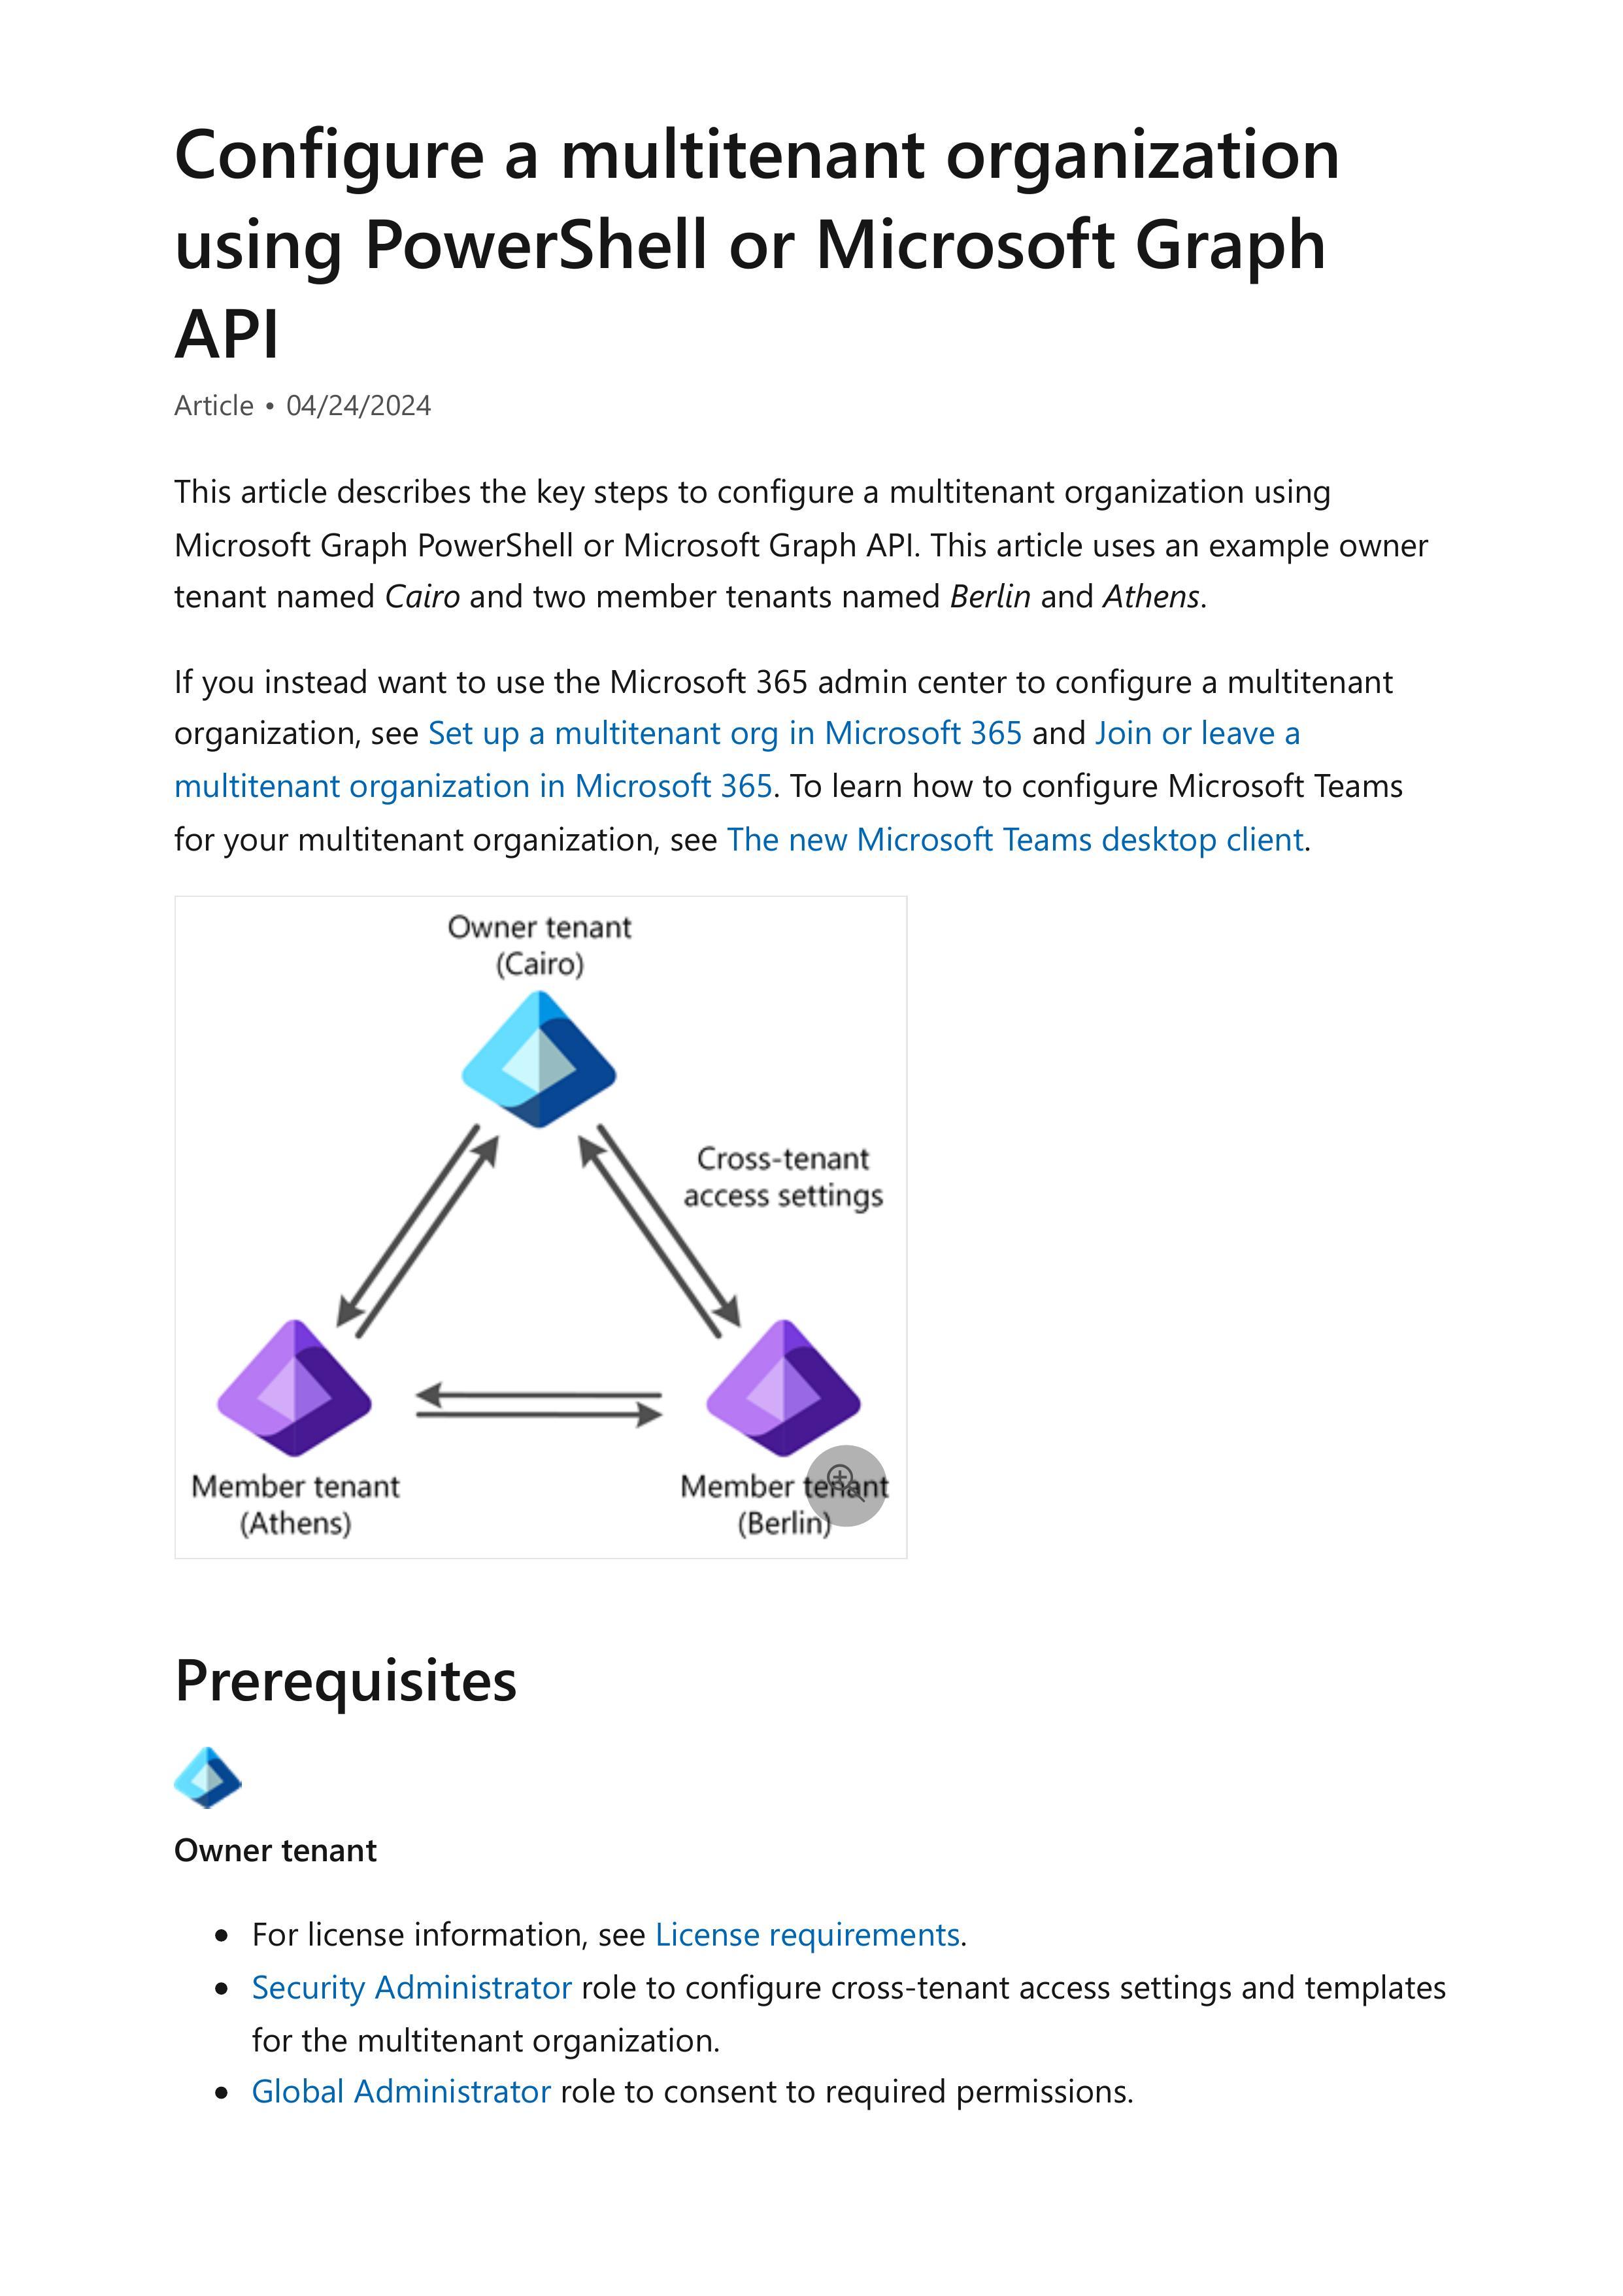 Configure a multitenant organization
using PowerShell or Microsoft Graph
API
Article • 04/24/2024
This article describes the key steps to configure a multitenant organization using
Microsoft Graph PowerShell or Microsoft Graph API. This article uses an example owner
tenant named Cairo and two member tenants named Berlin and Athens.
If you instead want to use the Microsoft 365 admin center to configure a multitenant
organization, see Set up a multitenant org in Microsoft 365 and Join or leave a
multitenant organization in Microsoft 365. To learn how to configure Microsoft Teams
for your multitenant organization, see The new Microsoft Teams desktop client.
Owner tenant
(Cairo)
Cross-tenant
access settings
Member tenant
(Athens)
Member tenant
(Berlin)
Prerequisites
Owner tenant
• For license information, see License requirements.
• Security Administrator role to configure cross-tenant access settings and templates
for the multitenant organization.
• Global Administrator role to consent to required permissions.